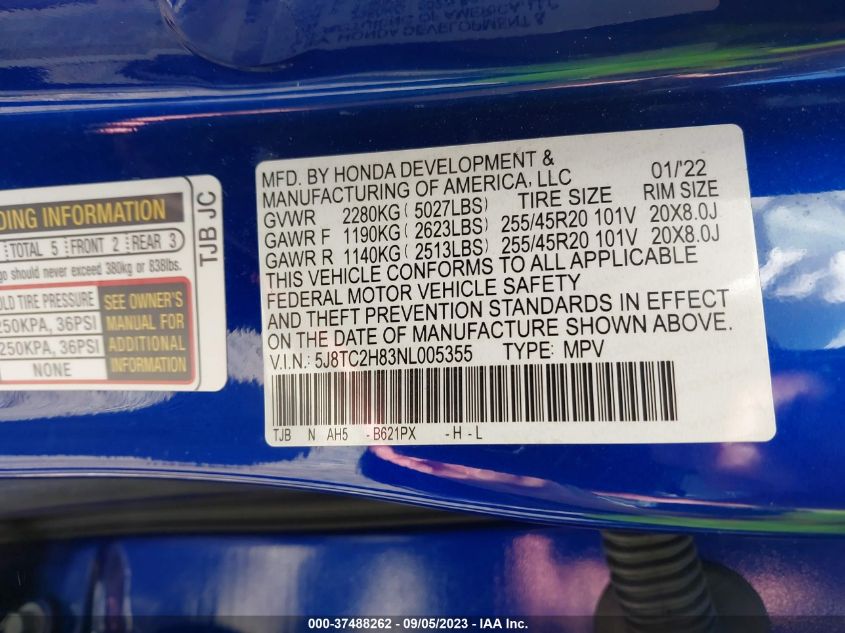 DING INFORMATION
TOTAL 5 FRONT 2 REAR 3
go should never exceed 380kg or 838lbs.
OLD TIRE PRESSURE
250KPA, 36PSI
250KPA, 36PSI
NONE
SEE OWNER'S
MANUAL FOR
ADDITIONAL
INFORMATION
TJB JC
MFD. BY HONDA DEVELOPMENT & 01/'22
MANUFACTURING OF AMERICA, LLC TIRE SIZE RIM SIZE
GVWR 2280KG ( 5027LBS)
GAWR F 1190KG ( 2623LBS) 255/45R20 101V 20X8.0J
GAWR R 1140KG ( 2513LBS) 255/45R20 101V 20X8.0J
THIS VEHICLE CONFORMS TO ALL APPLICABLE
FEDERAL MOTOR VEHICLE SAFETY
AND THEFT PREVENTION STANDARDS IN EFFECT
ON THE DATE OF MANUFACTURE SHOWN ABOVE.
V.I.N.: 5J8TC2H83NL005355 TYPE: MPV
TJB N AH5 - B621PX - H - L
000-37488262 - 09/05/2023 - IAA Inc.